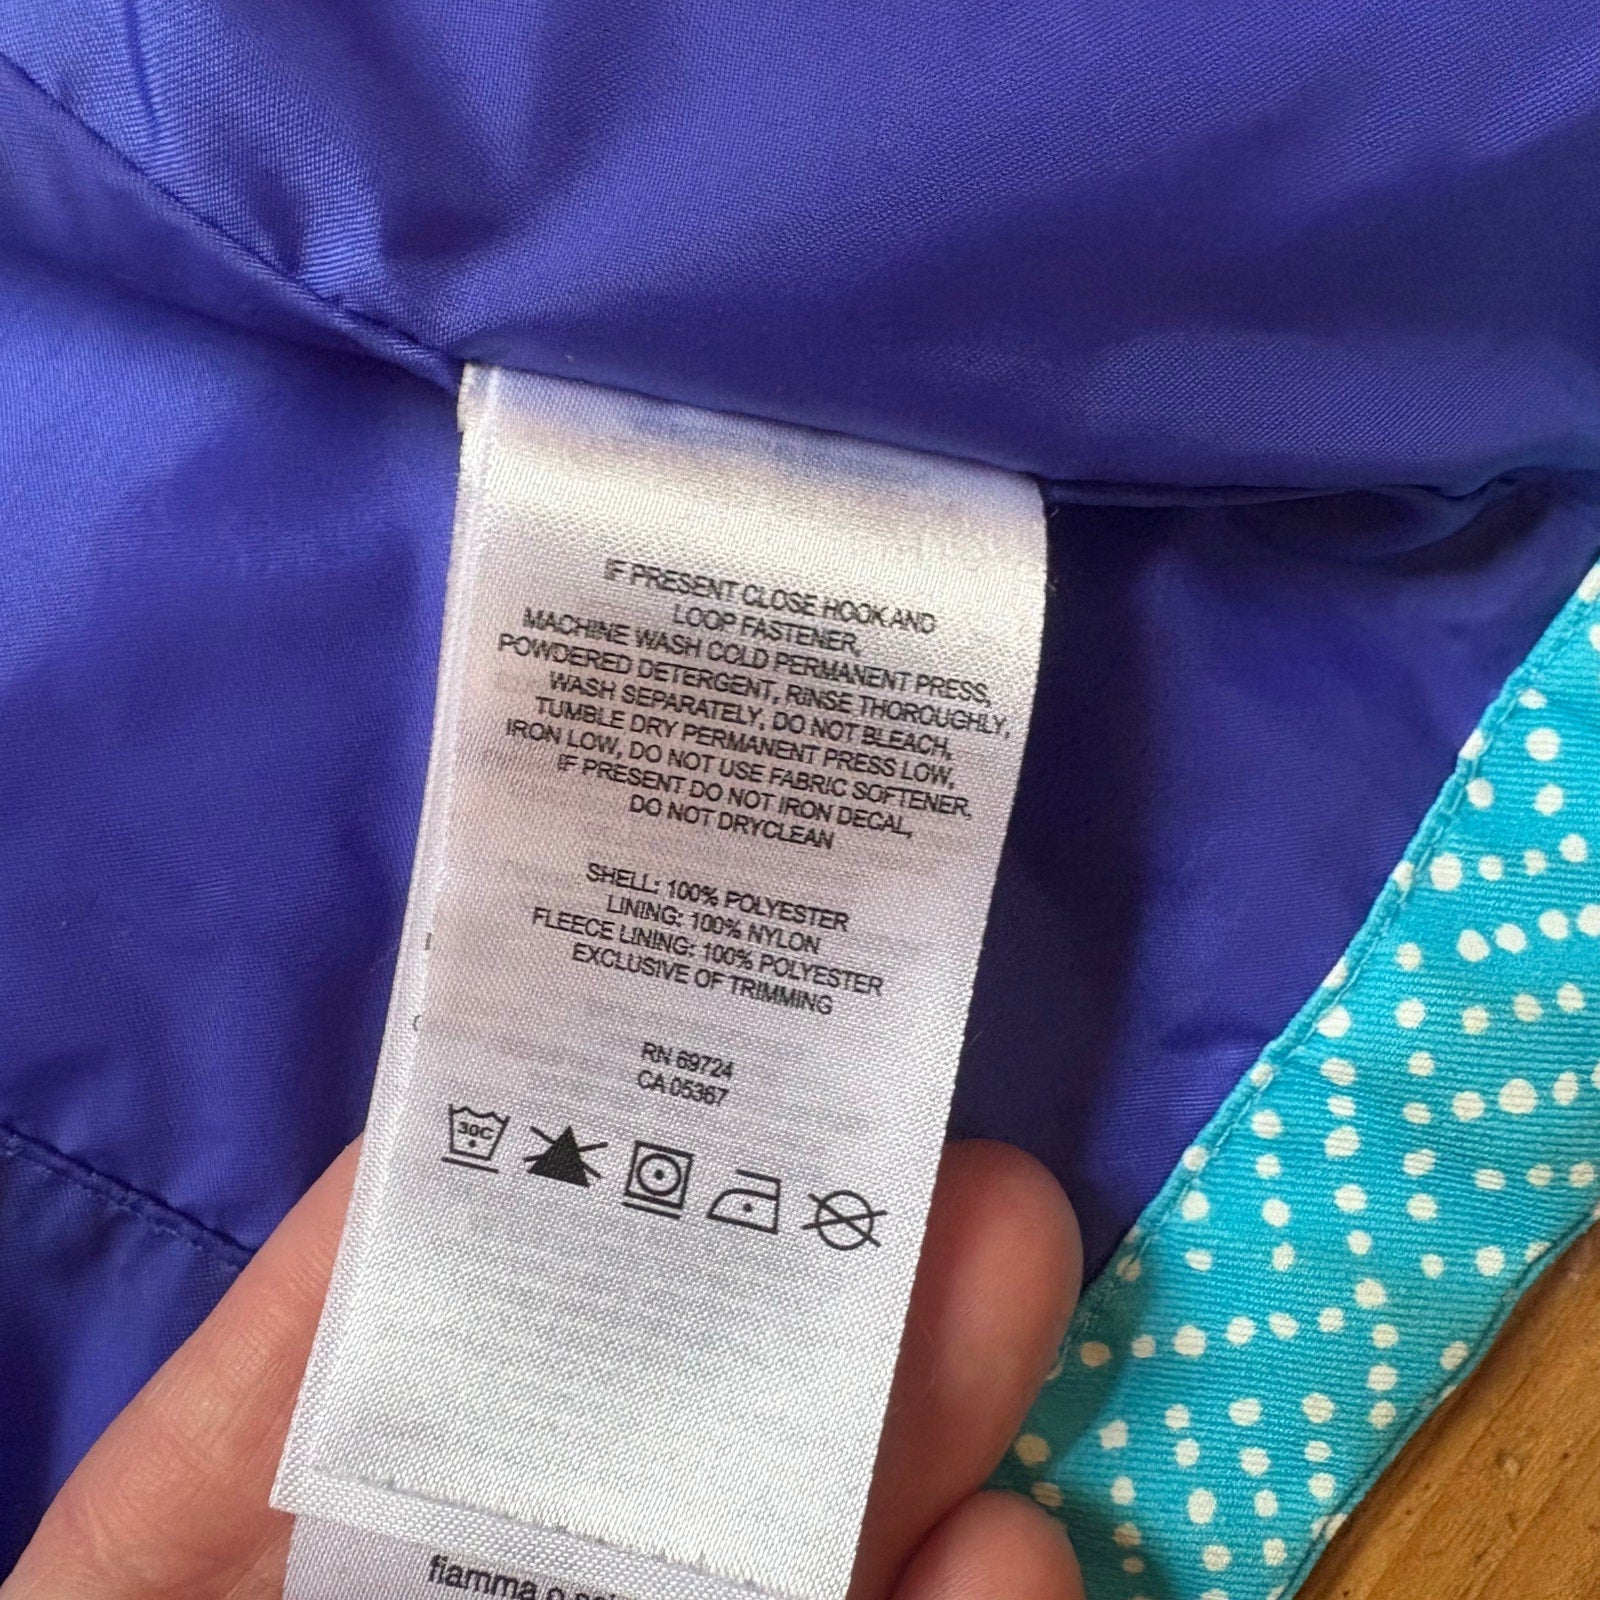 IF PRESENT CLOSE HOOK AND
LOOP FASTENER,
MACHINE WASH COLD PERMANENT PRESS,
POWDERED DETERGENT, RINSE THOROUGHLY,
WASH SEPARATELY, DO NOT BLEACH,
TUMBLE DRY PERMANENT PRESS LOW,
IRON LOW, DO NOT USE FABRIC SOFTENER,
IF PRESENT DO NOT IRON DECAL,
DO NOT DRYCLEAN
SHELL: 100% POLYESTER
LINING: 100% NYLON
FLEECE LINING: 100% POLYESTER
EXCLUSIVE OF TRIMMING
RN 69724
CA 05367
30C
fiamma o